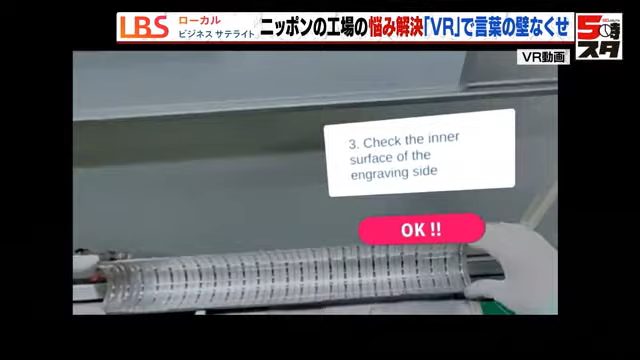 LBS
ローカル
ビジネス サテライト
ニッポンの工場の悩み解決「VR」で言葉の壁なくせ
5時
スタ
VR動画
3. Check the inner
surface of the
engraving side
OK !!